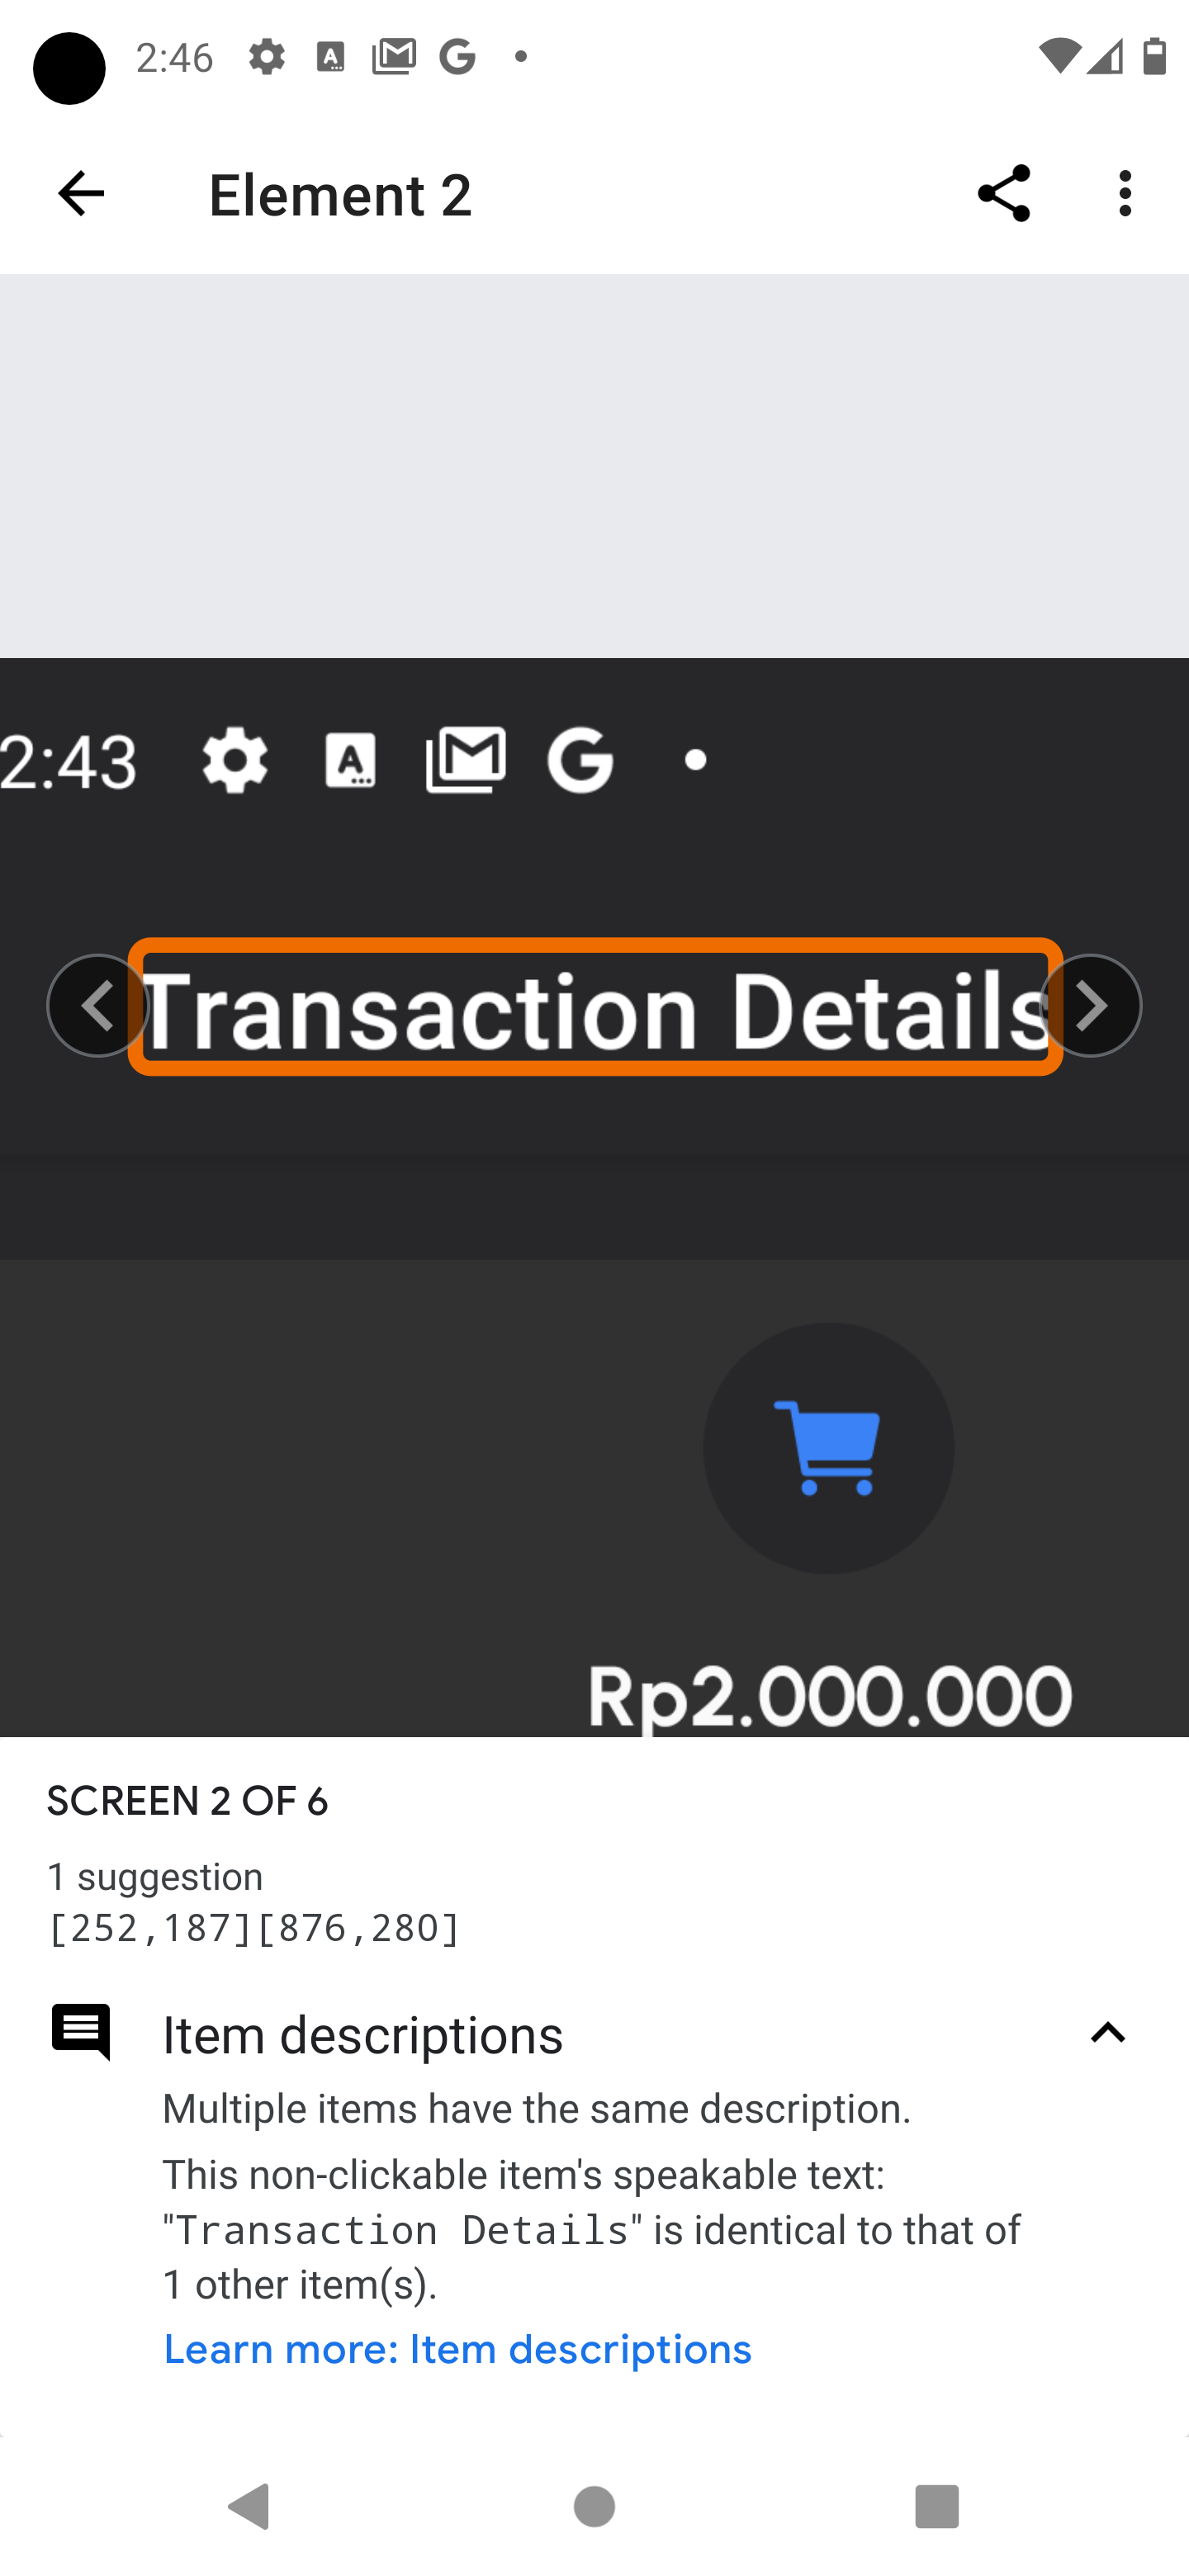 2:46
Element 2
2:43
Transaction Details
Rp2.000.000
SCREEN 2 OF 6
1 suggestion
[252,187][876,280]
Item descriptions
Multiple items have the same description.
This non-clickable item's speakable text:
"Transaction Details" is identical to that of
1 other item(s).
Learn more: Item descriptions